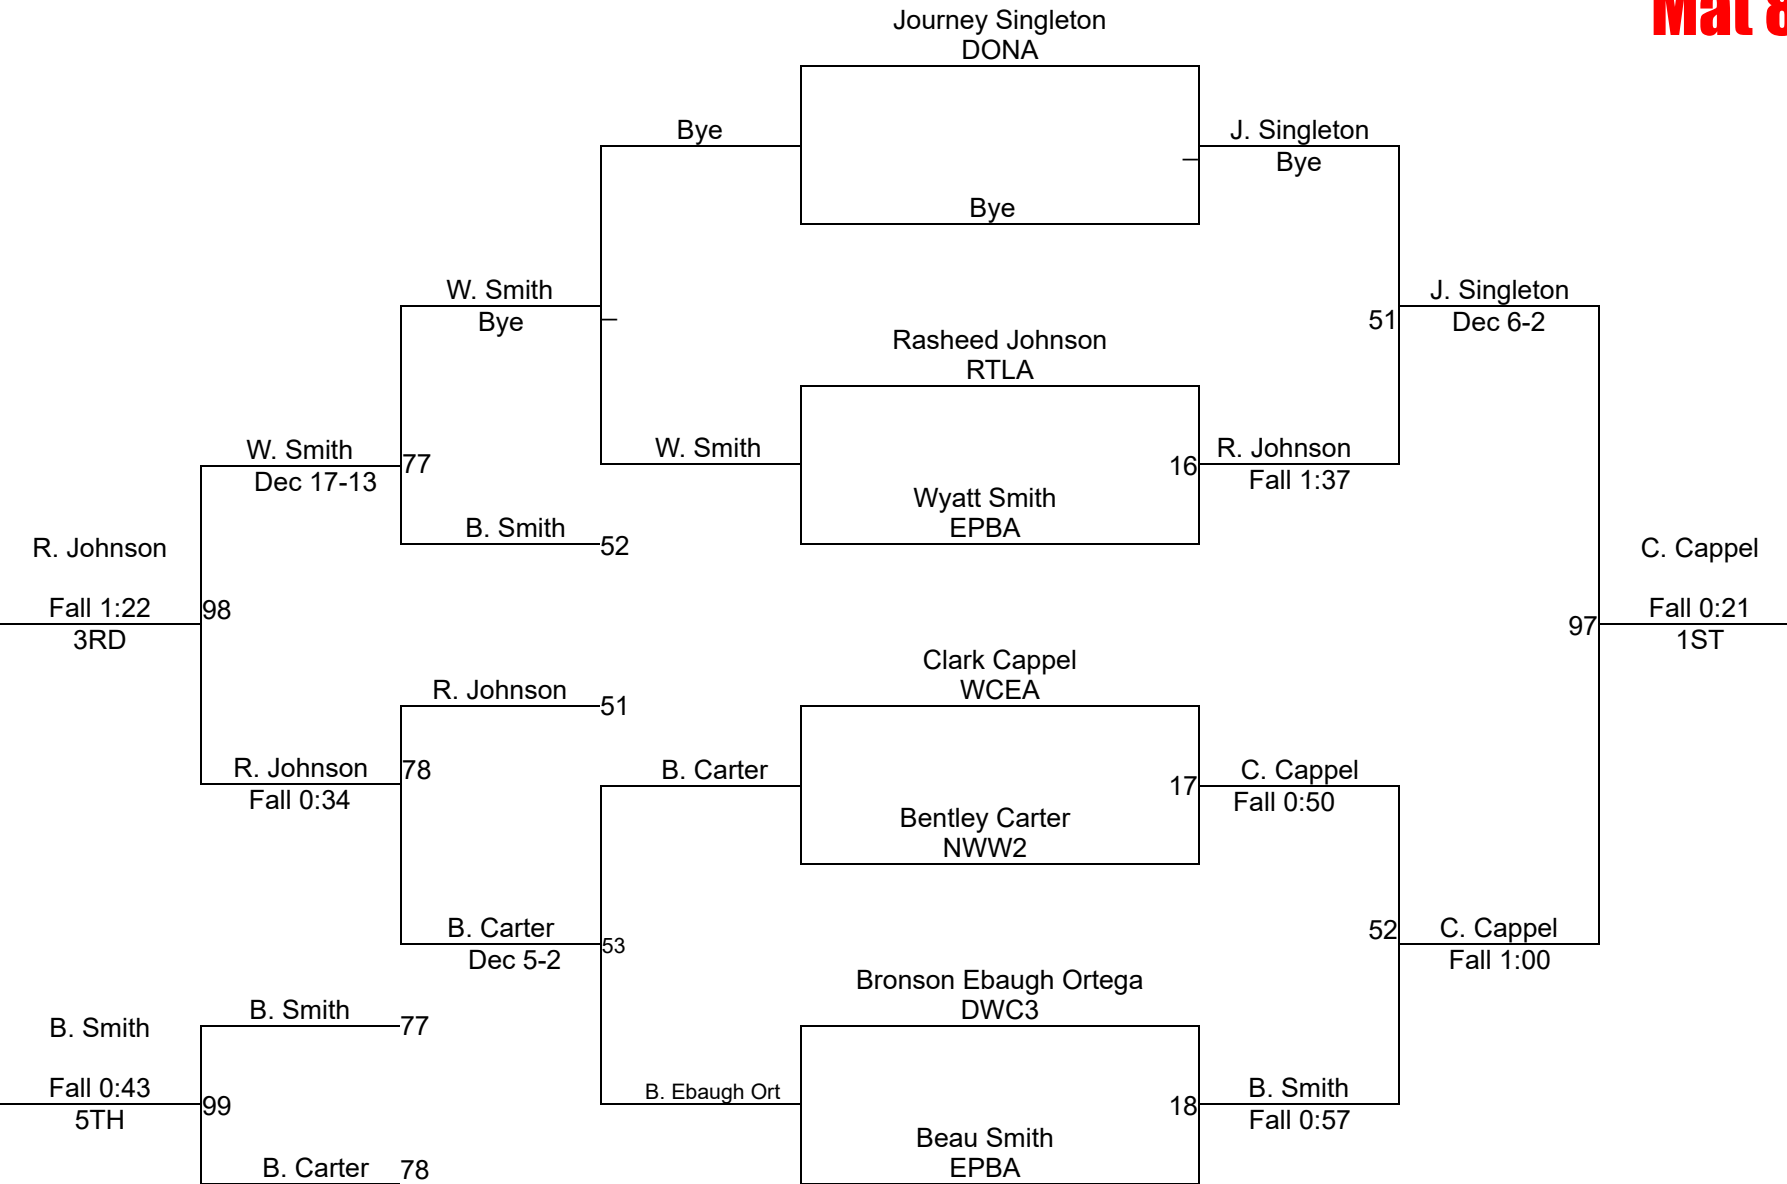 Mat 8
Journey Singleton
DONA
Bye
J. Singleton
Bye
Bye
W. Smith
Bye
J. Singleton
51
Dec 6-2
Rasheed Johnson
RTLA
W. Smith
77
Dec 17-13
W. Smith
16
R. Johnson
Fall 1:37
Wyatt Smith
EPBA
B. Smith
52
R. Johnson
Fall 1:22
98
3RD
C. Cappel
Fall 0:21
97
1ST
Clark Cappel
WCEA
R. Johnson
51
R. Johnson
78
Fall 0:34
B. Carter
17
C. Cappel
Fall 0:50
Bentley Carter
NWW2
B. Carter
53
Dec 5-2
52
C. Cappel
Fall 1:00
Bronson Ebaugh Ortega
DWC3
B. Smith
77
B. Smith
Fall 0:43
99
5TH
B. Ebaugh Ort
18
B. Smith
Fall 0:57
Beau Smith
EPBA
B. Carter
78